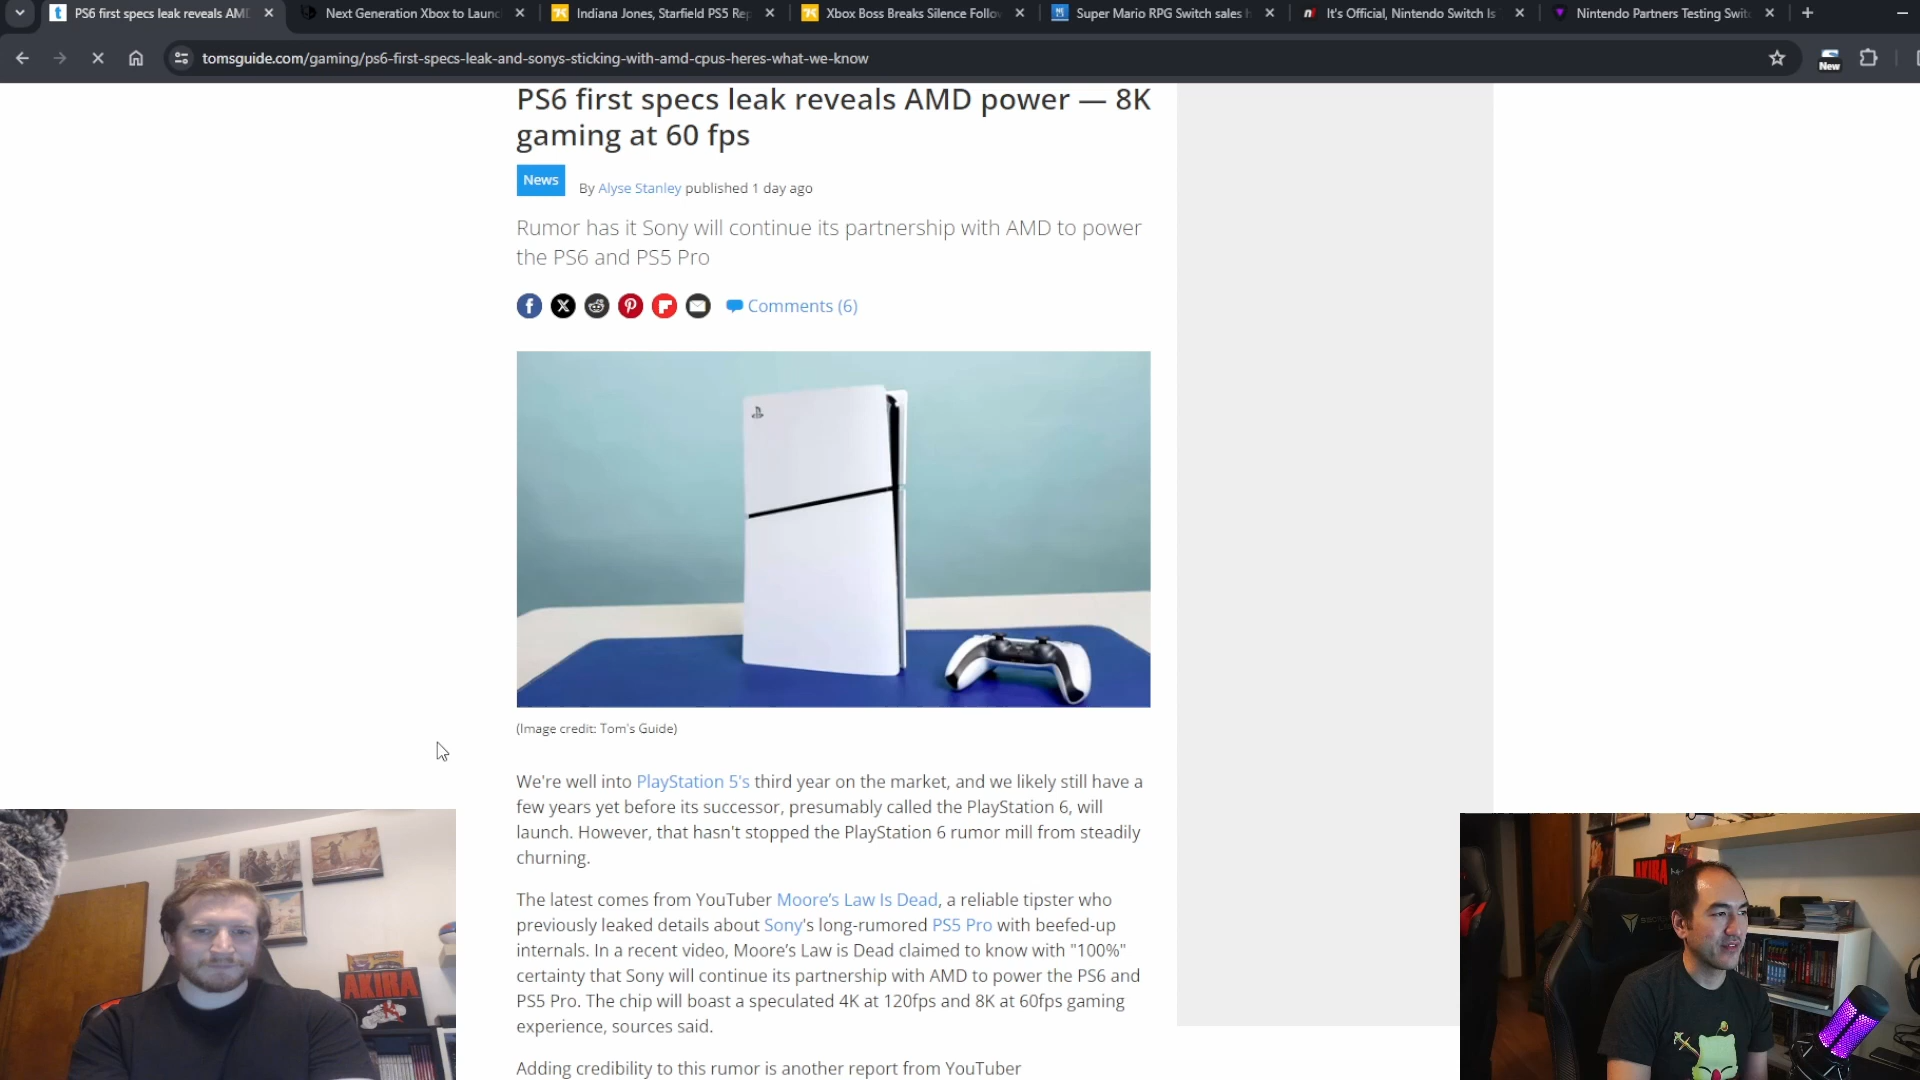 PS6 first specs leak reveals AMD
Next Generation Xbox to Launc
Indiana Jones, Starfield PS5 Rep
Xbox Boss Breaks Silence Follo
Super Mario RPG Switch sales h
It's Official, Nintendo Switch Is
Nintendo Partners Testing Swit
tomsguide.com/gaming/ps6-first-specs-leak-and-sonys-sticking-with-amd-cpus-heres-what-we-know
New
PS6 first specs leak reveals AMD power — 8K
gaming at 60 fps
News
By Alyse Stanley published 1 day ago
Rumor has it Sony will continue its partnership with AMD to power
the PS6 and PS5 Pro
Comments (6)
(Image credit: Tom's Guide)
We're well into PlayStation 5's third year on the market, and we likely still have a
few years yet before its successor, presumably called the PlayStation 6, will
launch. However, that hasn't stopped the PlayStation 6 rumor mill from steadily
churning.
The latest comes from YouTuber Moore's Law Is Dead, a reliable tipster who
previously leaked details about Sony's long-rumored PS5 Pro with beefed-up
internals. In a recent video, Moore's Law is Dead claimed to know with "100%"
certainty that Sony will continue its partnership with AMD to power the PS6 and
PS5 Pro. The chip will boast a speculated 4K at 120fps and 8K at 60fps gaming
experience, sources said.
Adding credibility to this rumor is another report from YouTuber
AKIRA
AKIRA